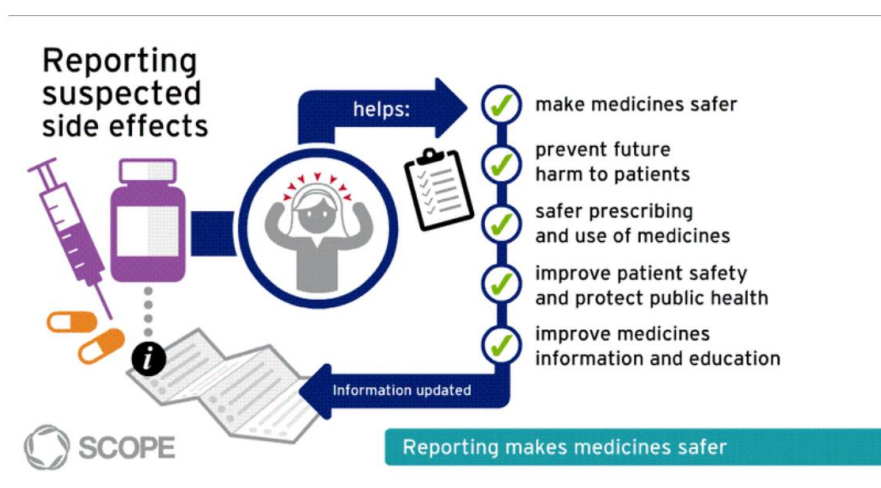 Reporting
suspected
side effects
helps:
make medicines safer
prevent future
harm to patients
safer prescribing
and use of medicines
improve patient safety
and protect public health
improve medicines
information and education
i
Information updated
SCOPE
Reporting makes medicines safer